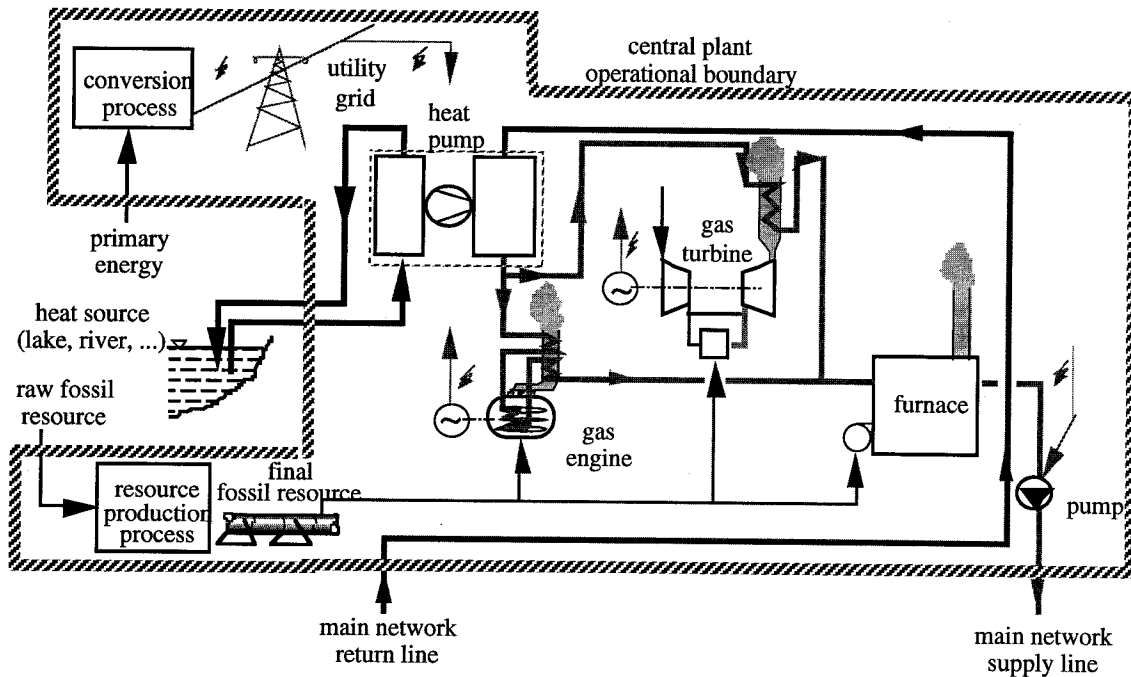 central plant
operational boundary
conversion
process
utility
grid
heat
pump
primary
energy
gas
turbine
heat source
(lake, river, ...)
~
raw fossil
resource
furnace
~
gas
engine
final
fossil resource
resource
production
process
pump
main network
return line
main network
supply line